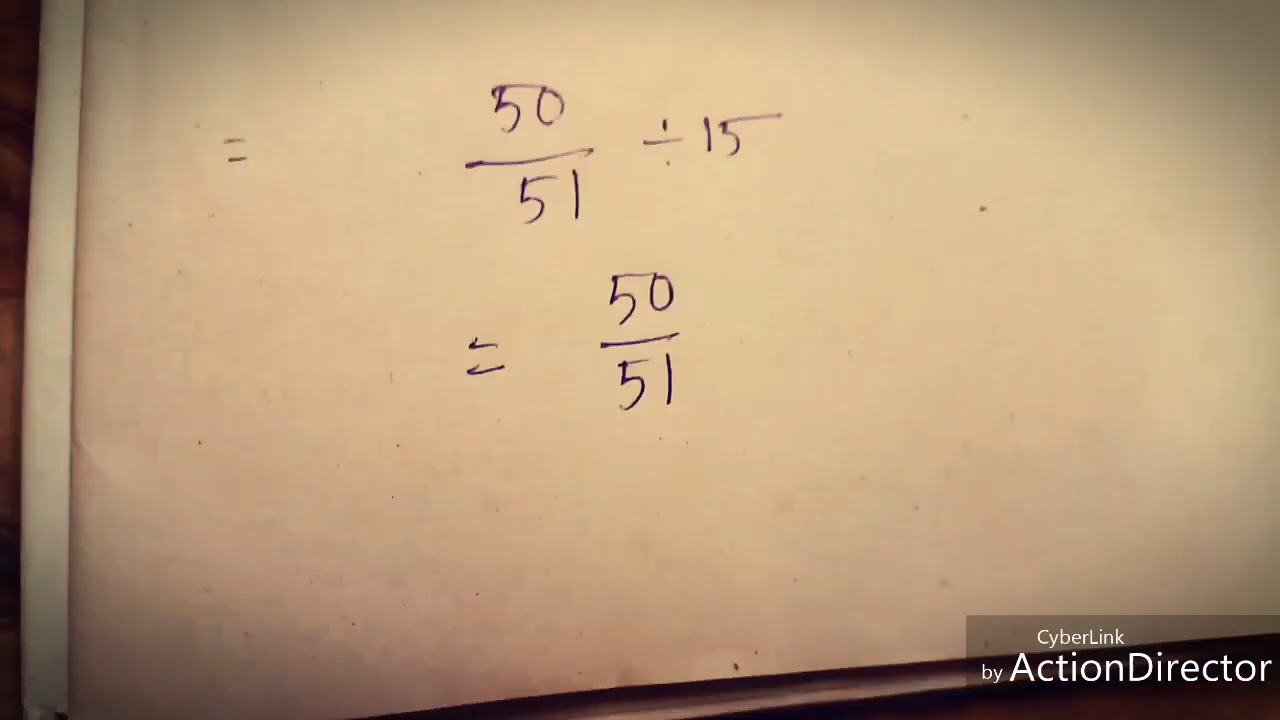 = 50/51 ÷ 15
= 50/51
CyberLink
by ActionDirector